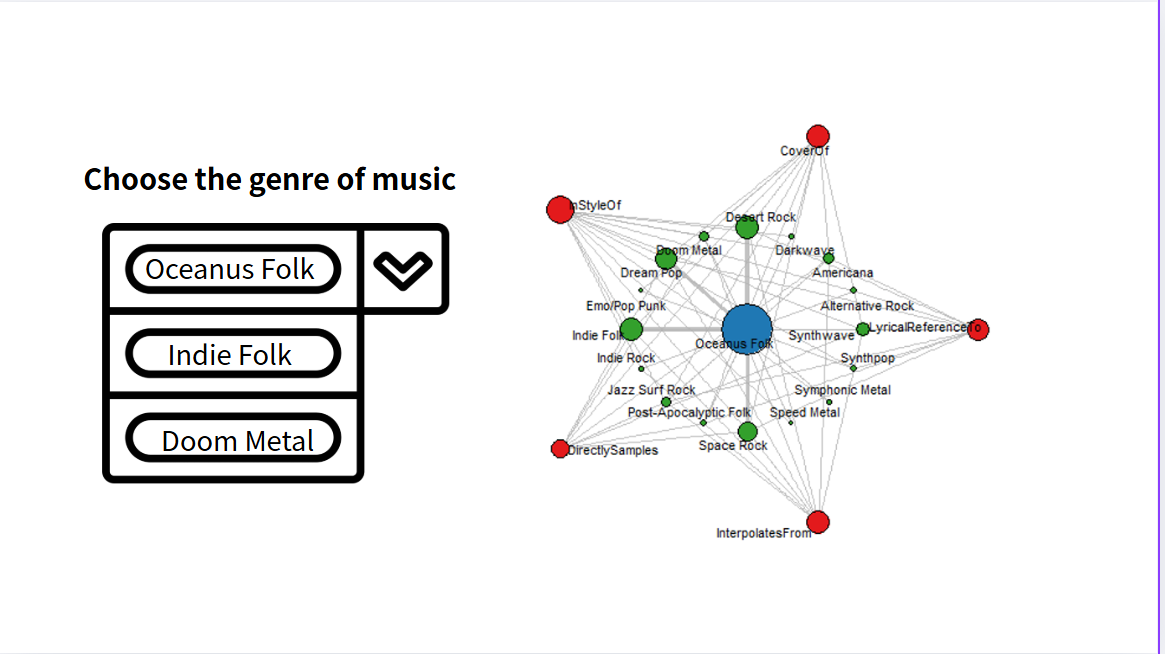 Choose the genre of music
Oceanus Folk
Indie Folk
Doom Metal
CoverOf
InStyleOf
Desert Rock
Doom Metal
Darkwave
Dream Pop
Americana
Emo/Pop Punk
Alternative Rock
Indie Folk
Oceanus Folk
Synthwave
LyricalReferenceTo
Indie Rock
Synthpop
Jazz Surf Rock
Symphonic Metal
Post-Apocalyptic Folk
Speed Metal
Space Rock
DirectlySamples
InterpolatesFrom